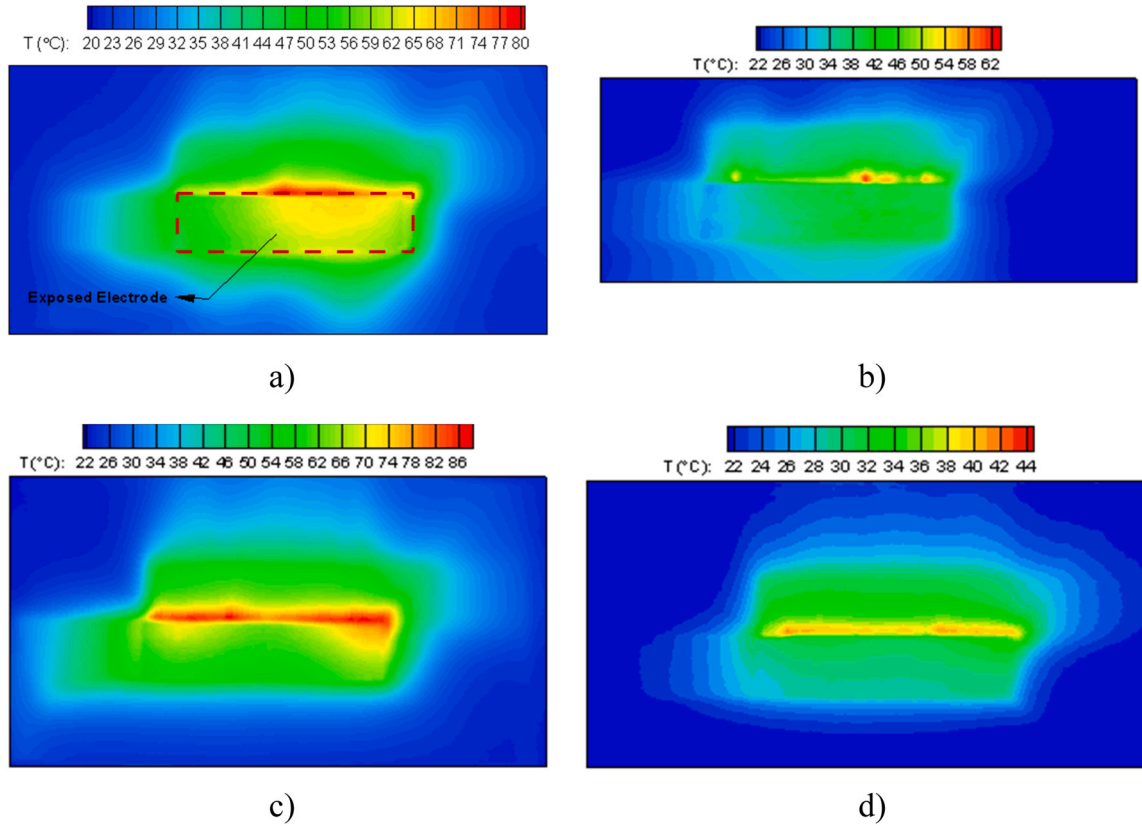 T (°C): 20 23 26 29 32 35 38 41 44 47 50 53 56 59 62 65 68 71 74 77 80
Exposed Electrode
a)
T(°C): 22 26 30 34 38 42 46 50 54 58 62
b)
T(°C): 22 26 30 34 38 42 46 50 54 58 62 66 70 74 78 82 86
c)
T(°C): 22 24 26 28 30 32 34 36 38 40 42 44
d)